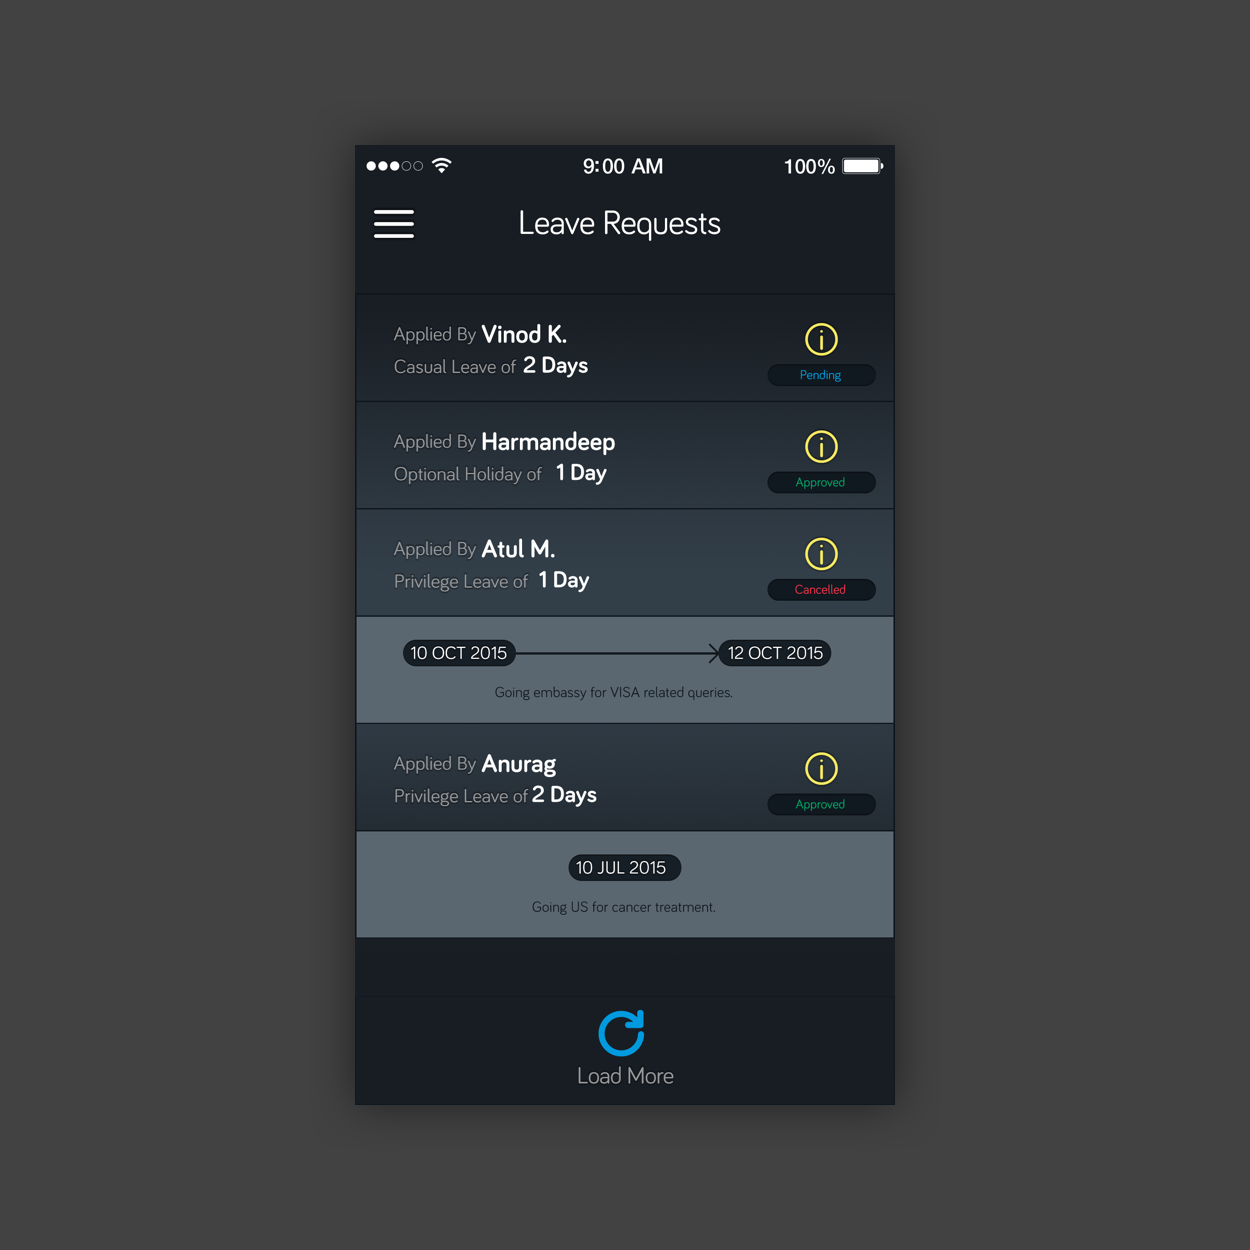 9:00 AM 100%
Leave Requests
Applied By Vinod K.
Casual Leave of 2 Days
Pending
Applied By Harmandeep
Optional Holiday of 1 Day
Approved
Applied By Atul M.
Privilege Leave of 1 Day
Cancelled
10 OCT 2015 12 OCT 2015
Going embassy for VISA related queries.
Applied By Anurag
Privilege Leave of 2 Days
Approved
10 JUL 2015
Going US for cancer treatment.
Load More